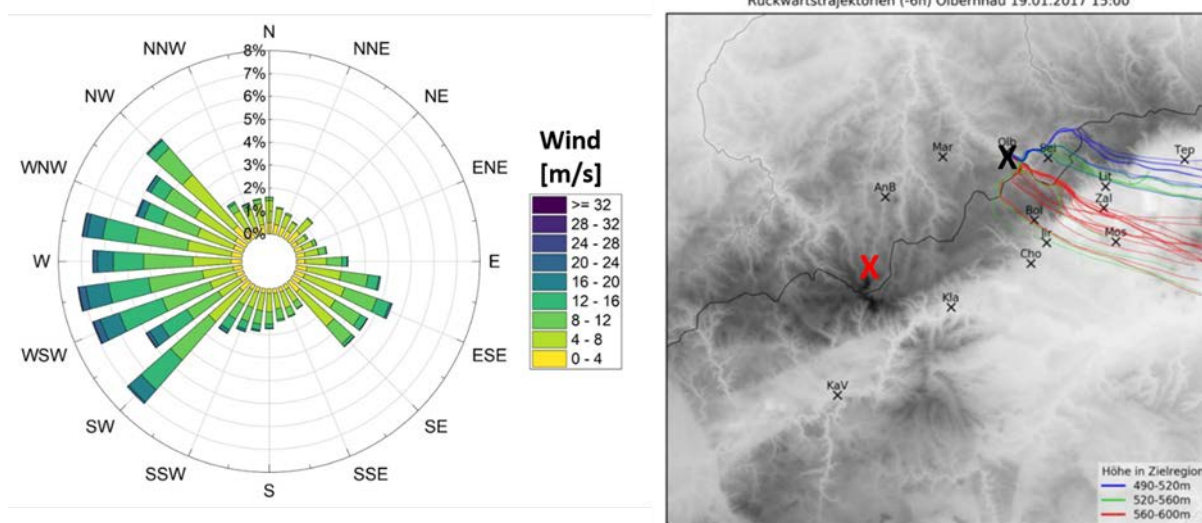 N
NNE
NE
ENE
E
ESE
SE
SSE
S
SSW
SW
WSW
W
WNW
NW
NNW
8%
7%
6%
5%
4%
3%
2%
1%
0%
Wind
[m/s]
>= 32
28 - 32
24 - 28
20 - 24
16 - 20
12 - 16
8 - 12
4 - 8
0 - 4
Rückwärtstrajektorien (-6h) Olbernhau 19.01.2017 15:00
Olb
Mar
Sei
Tep
AnB
Lit
Zal
Bol
Jir
Mos
Cho
Kla
KaV
Höhe in Zielregion
490-520m
520-560m
560-600m